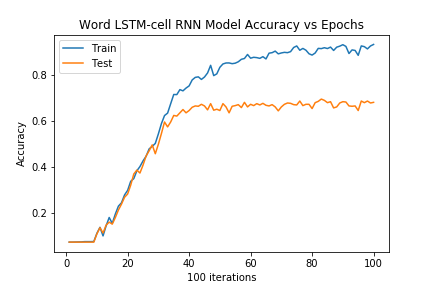 Word LSTM-cell RNN Model Accuracy vs Epochs
Train
Test
Accuracy
0.8
0.6
0.4
0.2
0
20
40
60
80
100
100 iterations